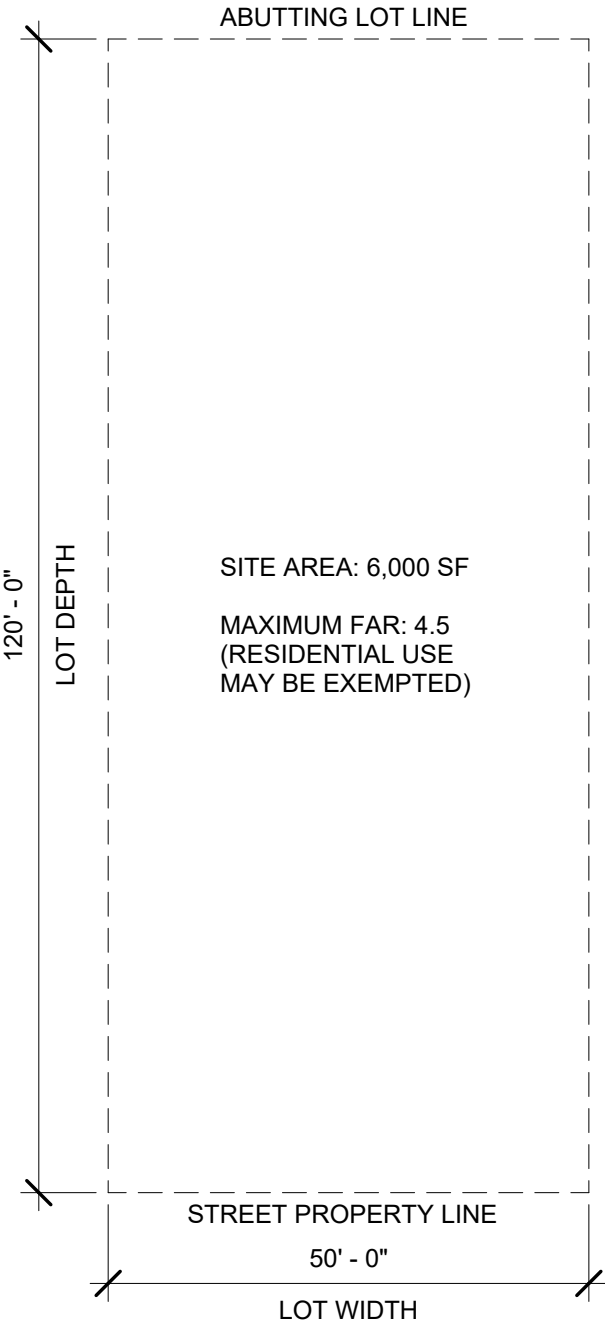 ABUTTING LOT LINE
120' - 0"
LOT DEPTH
SITE AREA: 6,000 SF
MAXIMUM FAR: 4.5
(RESIDENTIAL USE
MAY BE EXEMPTED)
STREET PROPERTY LINE
50' - 0"
LOT WIDTH